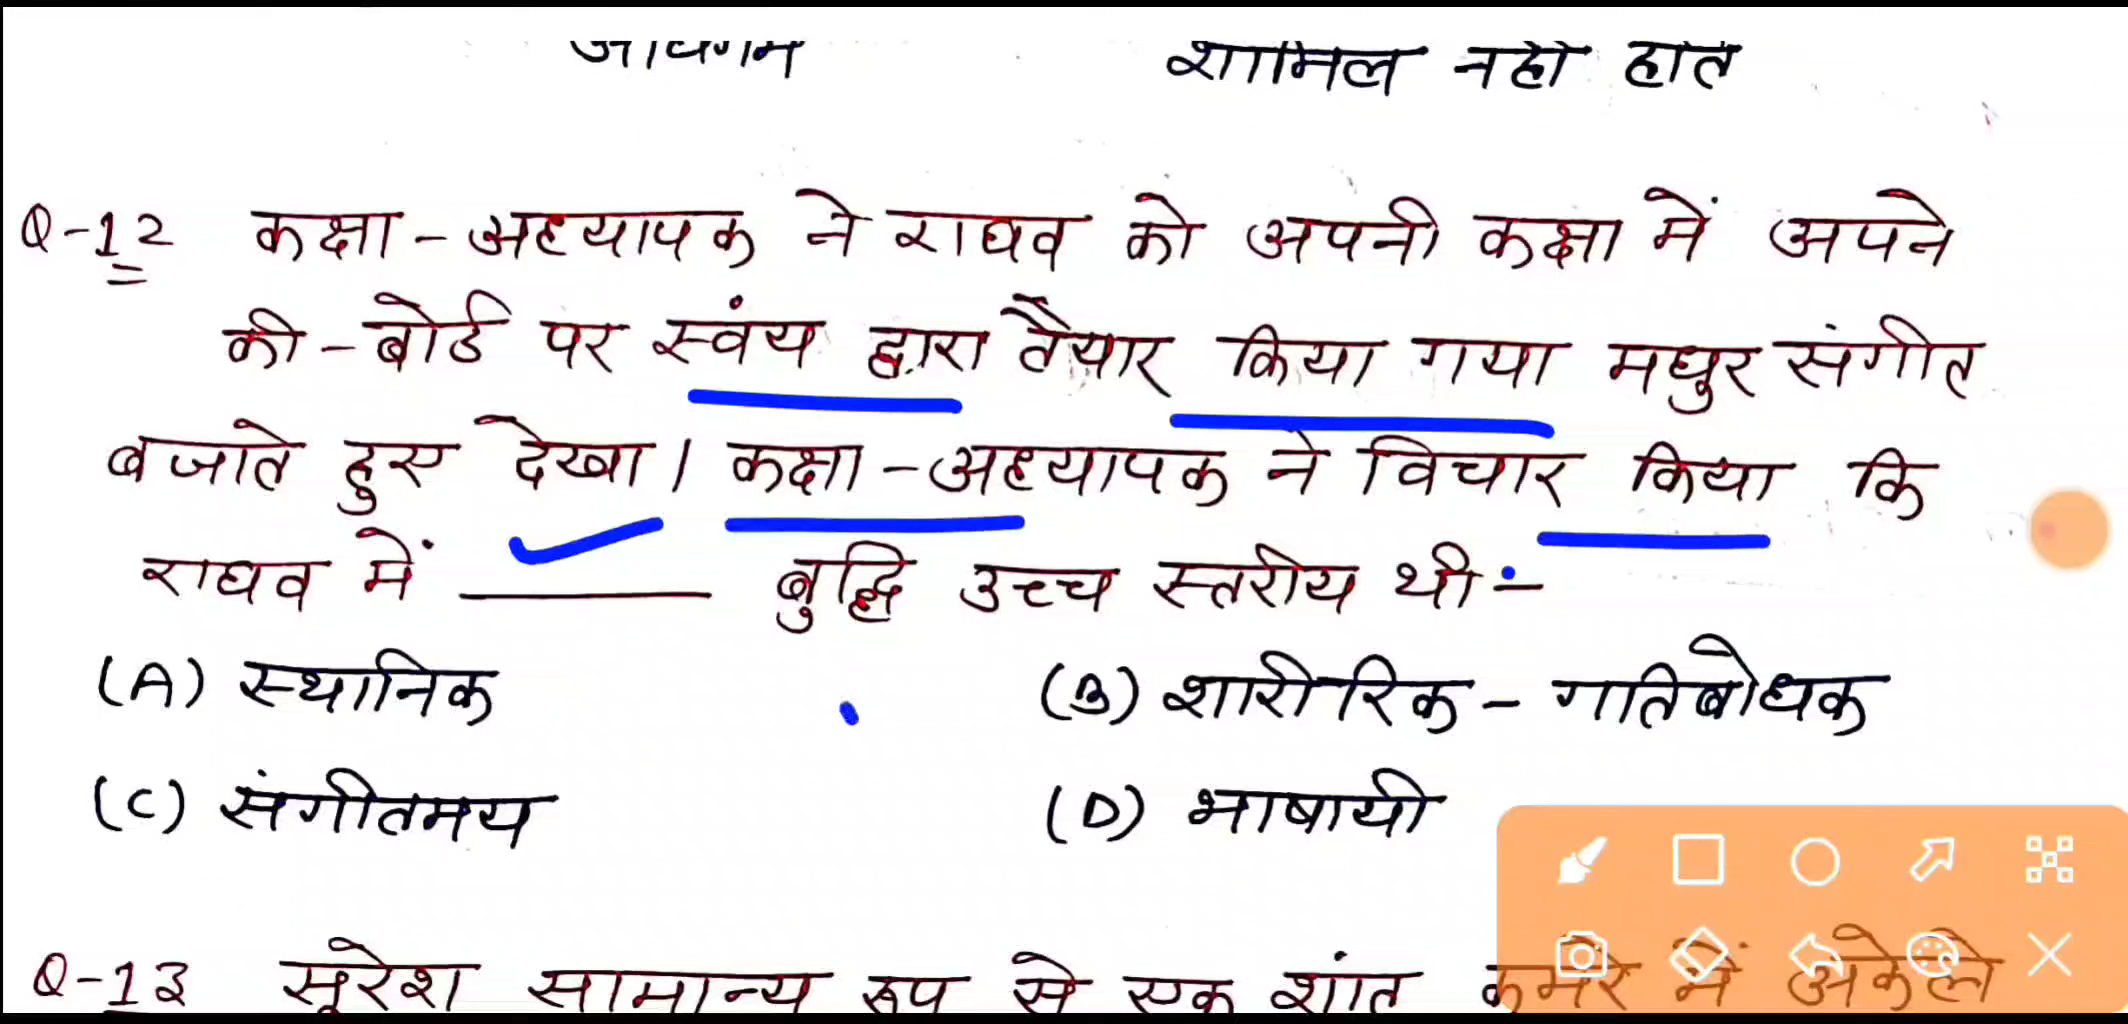 शामिल नही होते
Q-12 कक्षा-अध्यापक ने राघव को अपनी कक्षा में अपने
की-बोर्ड पर स्वंय द्वारा तैयार किया गया मधुर संगीत
बजाते हुए देखा। कक्षा-अध्यापक ने विचार किया कि
राघव में ______ बुद्धि उच्च स्तरीय थी:-
(A) स्थानिक (B) शारीरिक-गतिबोधक
(C) संगीतमय (D) भाषायी
Q-13 सुरेश सामान्य रूप से एक शांत कमरे में अकेले